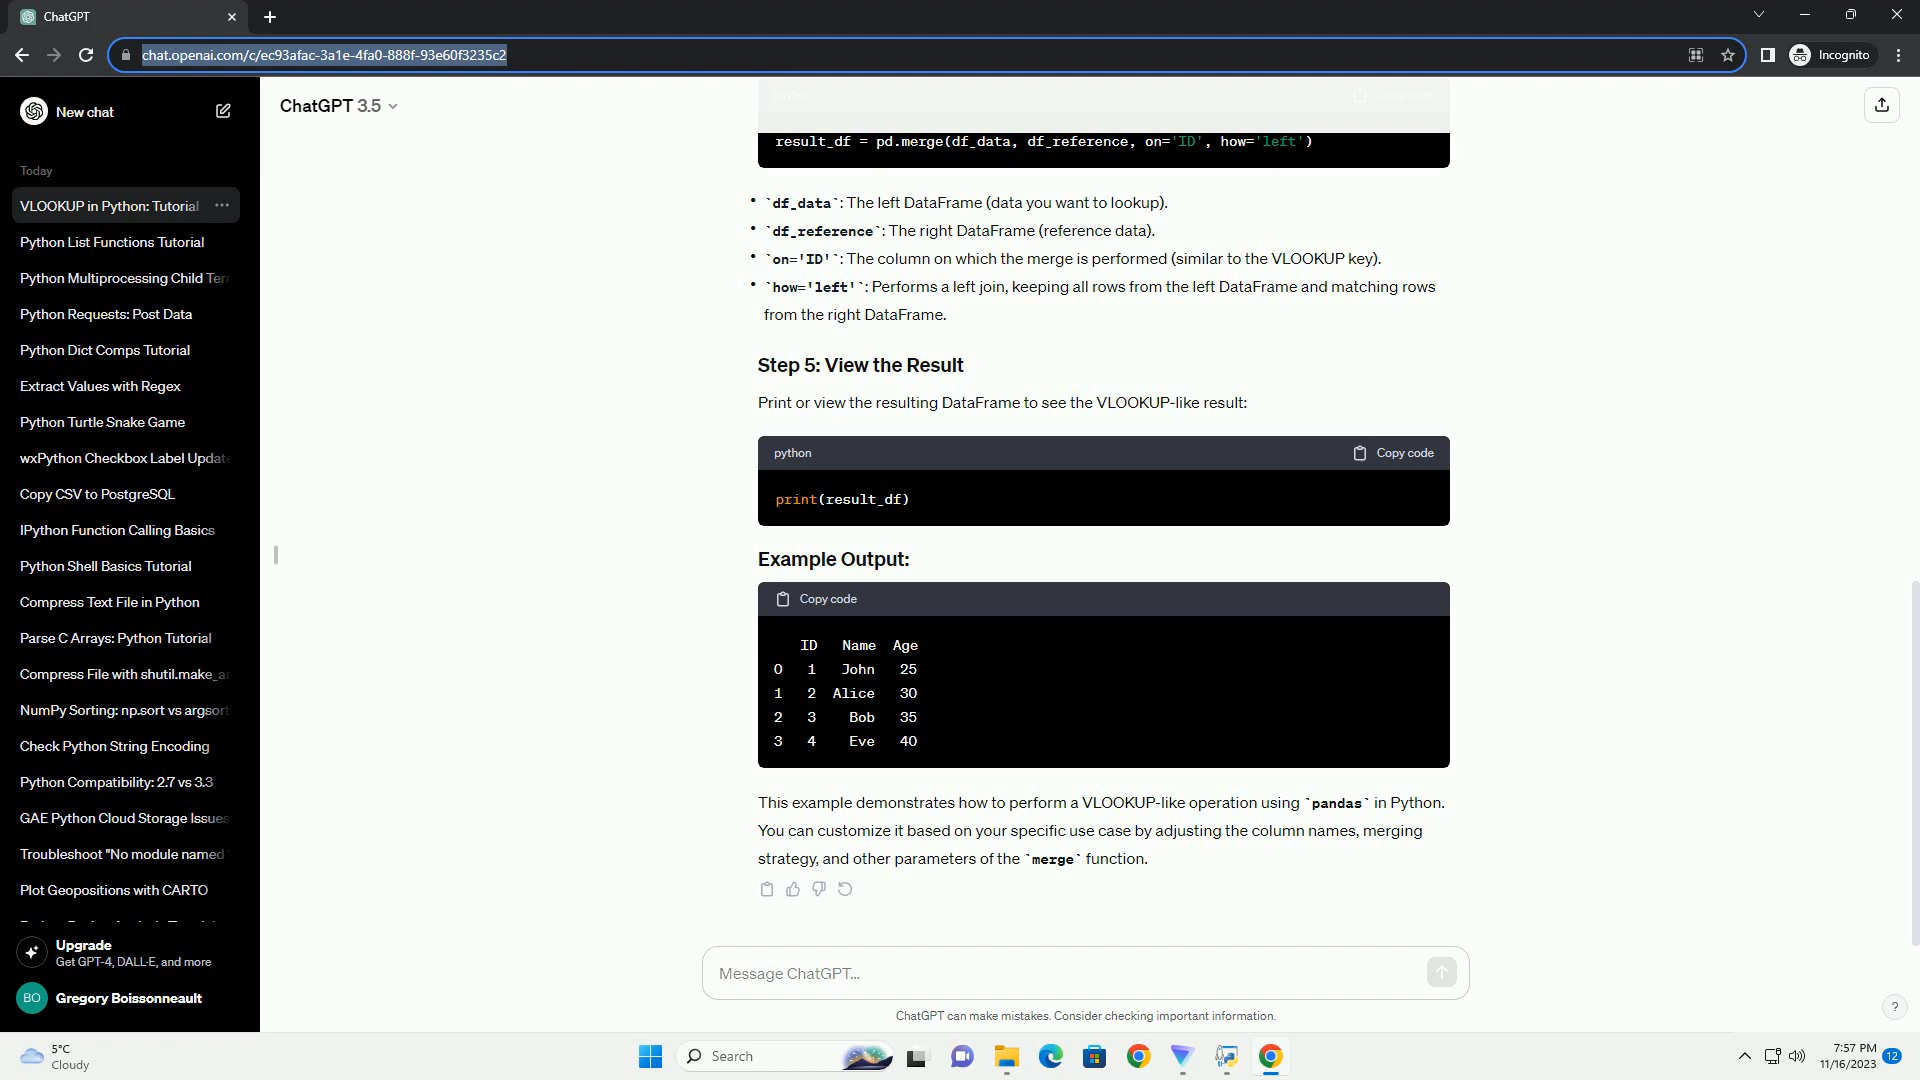 ChatGPT
chat.openai.com/c/ec93afac-3a1e-4fa0-888f-93e60f3235c2
Incognito
New chat
Today
VLOOKUP in Python: Tutorial
Python List Functions Tutorial
Python Multiprocessing Child Ter
Python Requests: Post Data
Python Dict Comps Tutorial
Extract Values with Regex
Python Turtle Snake Game
wxPython Checkbox Label Update
Copy CSV to PostgreSQL
IPython Function Calling Basics
Python Shell Basics Tutorial
Compress Text File in Python
Parse C Arrays: Python Tutorial
Compress File with shutil.make_a
NumPy Sorting: np.sort vs argsort
Check Python String Encoding
Python Compatibility: 2.7 vs 3.3
GAE Python Cloud Storage Issues
Troubleshoot "No module named
Plot Geopositions with CARTO
Upgrade
Get GPT-4, DALL·E, and more
BO
Gregory Boissonneault
ChatGPT 3.5
result_df = pd.merge(df_data, df_reference, on='ID', how='left')
• `df_data`: The left DataFrame (data you want to lookup).
• `df_reference`: The right DataFrame (reference data).
• `on='ID'`: The column on which the merge is performed (similar to the VLOOKUP key).
• `how='left'`: Performs a left join, keeping all rows from the left DataFrame and matching rows
from the right DataFrame.
Step 5: View the Result
Print or view the resulting DataFrame to see the VLOOKUP-like result:
python Copy code
print(result_df)
Example Output:
Copy code
ID Name Age
0 1 John 25
1 2 Alice 30
2 3 Bob 35
3 4 Eve 40
This example demonstrates how to perform a VLOOKUP-like operation using `pandas` in Python.
You can customize it based on your specific use case by adjusting the column names, merging
strategy, and other parameters of the `merge` function.
Message ChatGPT...
ChatGPT can make mistakes. Consider checking important information.
?
5°C
Cloudy
Search
7:57 PM
11/16/2023
12